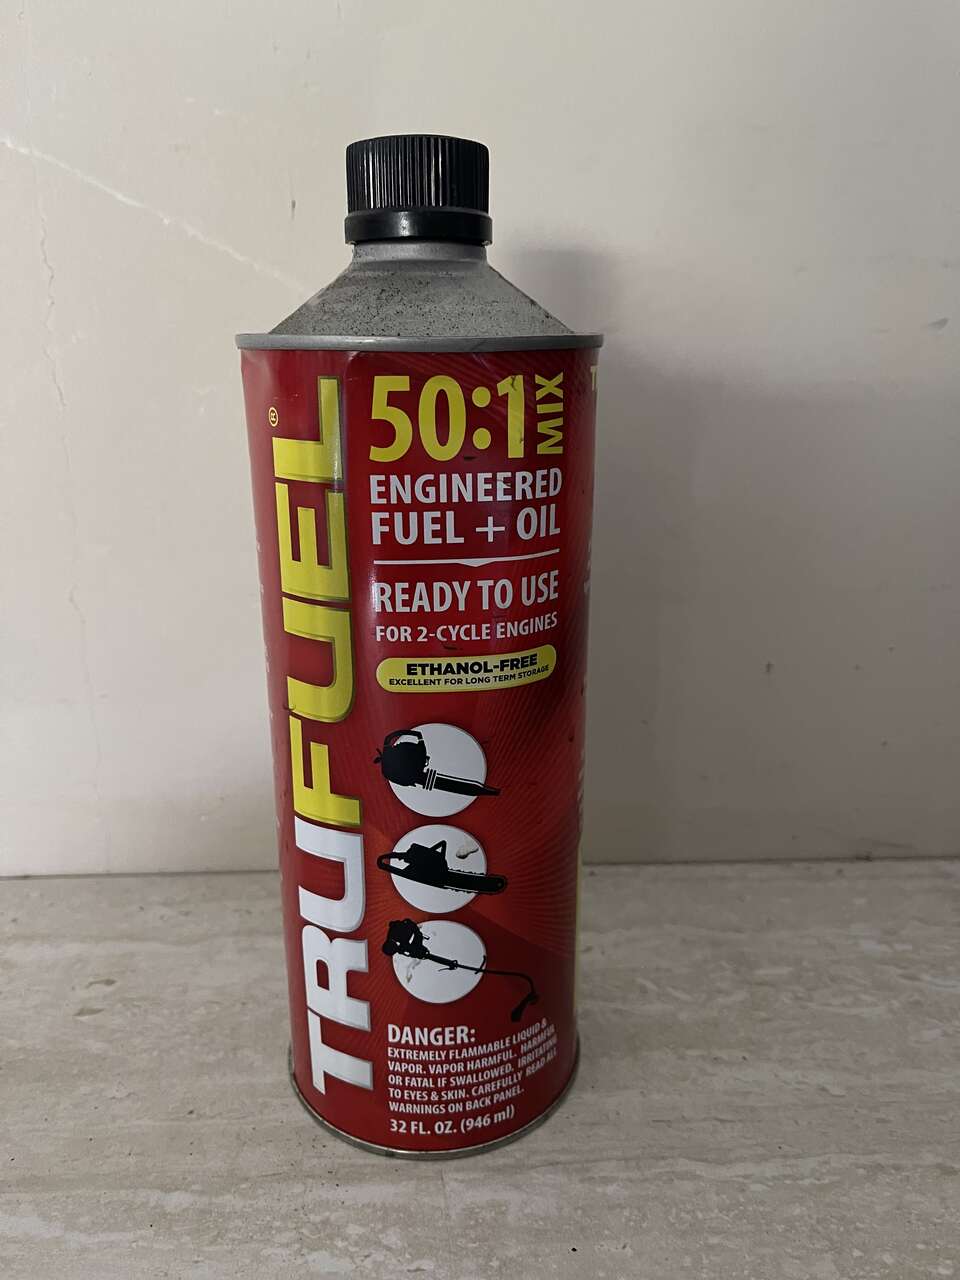 TRUFUEL®
50:1 MIX
ENGINEERED
FUEL + OIL
READY TO USE
FOR 2-CYCLE ENGINES
ETHANOL-FREE
EXCELLENT FOR LONG TERM STORAGE
DANGER:
EXTREMELY FLAMMABLE LIQUID &
VAPOR. VAPOR HARMFUL. HARMFUL
OR FATAL IF SWALLOWED. IRRITATING
TO EYES & SKIN. CAREFULLY READ ALL
WARNINGS ON BACK PANEL.
32 FL. OZ. (946 ml)